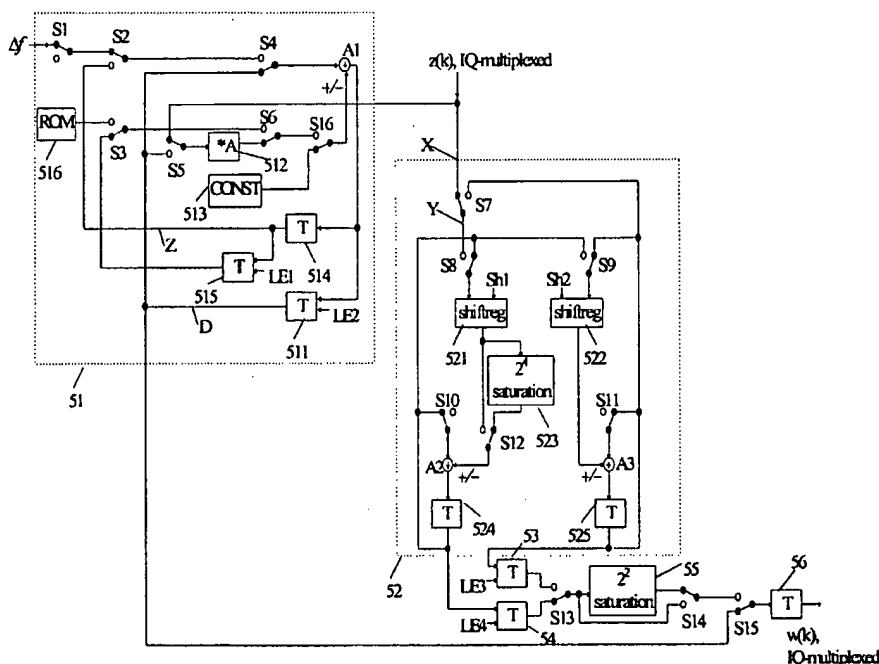 Δf
S1
S2
S4
A1
+/-
z(k), IQ-multiplexed
ROM
516
S3
S6
S16
S5
*A
512
513
CONST
X
S7
Y
Z
T
514
T
515
LE1
T
LE2
511
D
51
S8
S9
Sh1
Sh2
shiftreg
521
shiftreg
522
2^4
saturation
523
S10
S11
S12
A2
+/-
A3
+/-
T
524
T
525
52
53
T
LE3
LE4
T
54
S13
55
2^2
saturation
S14
S15
56
T
w(k),
IQ-multiplexed